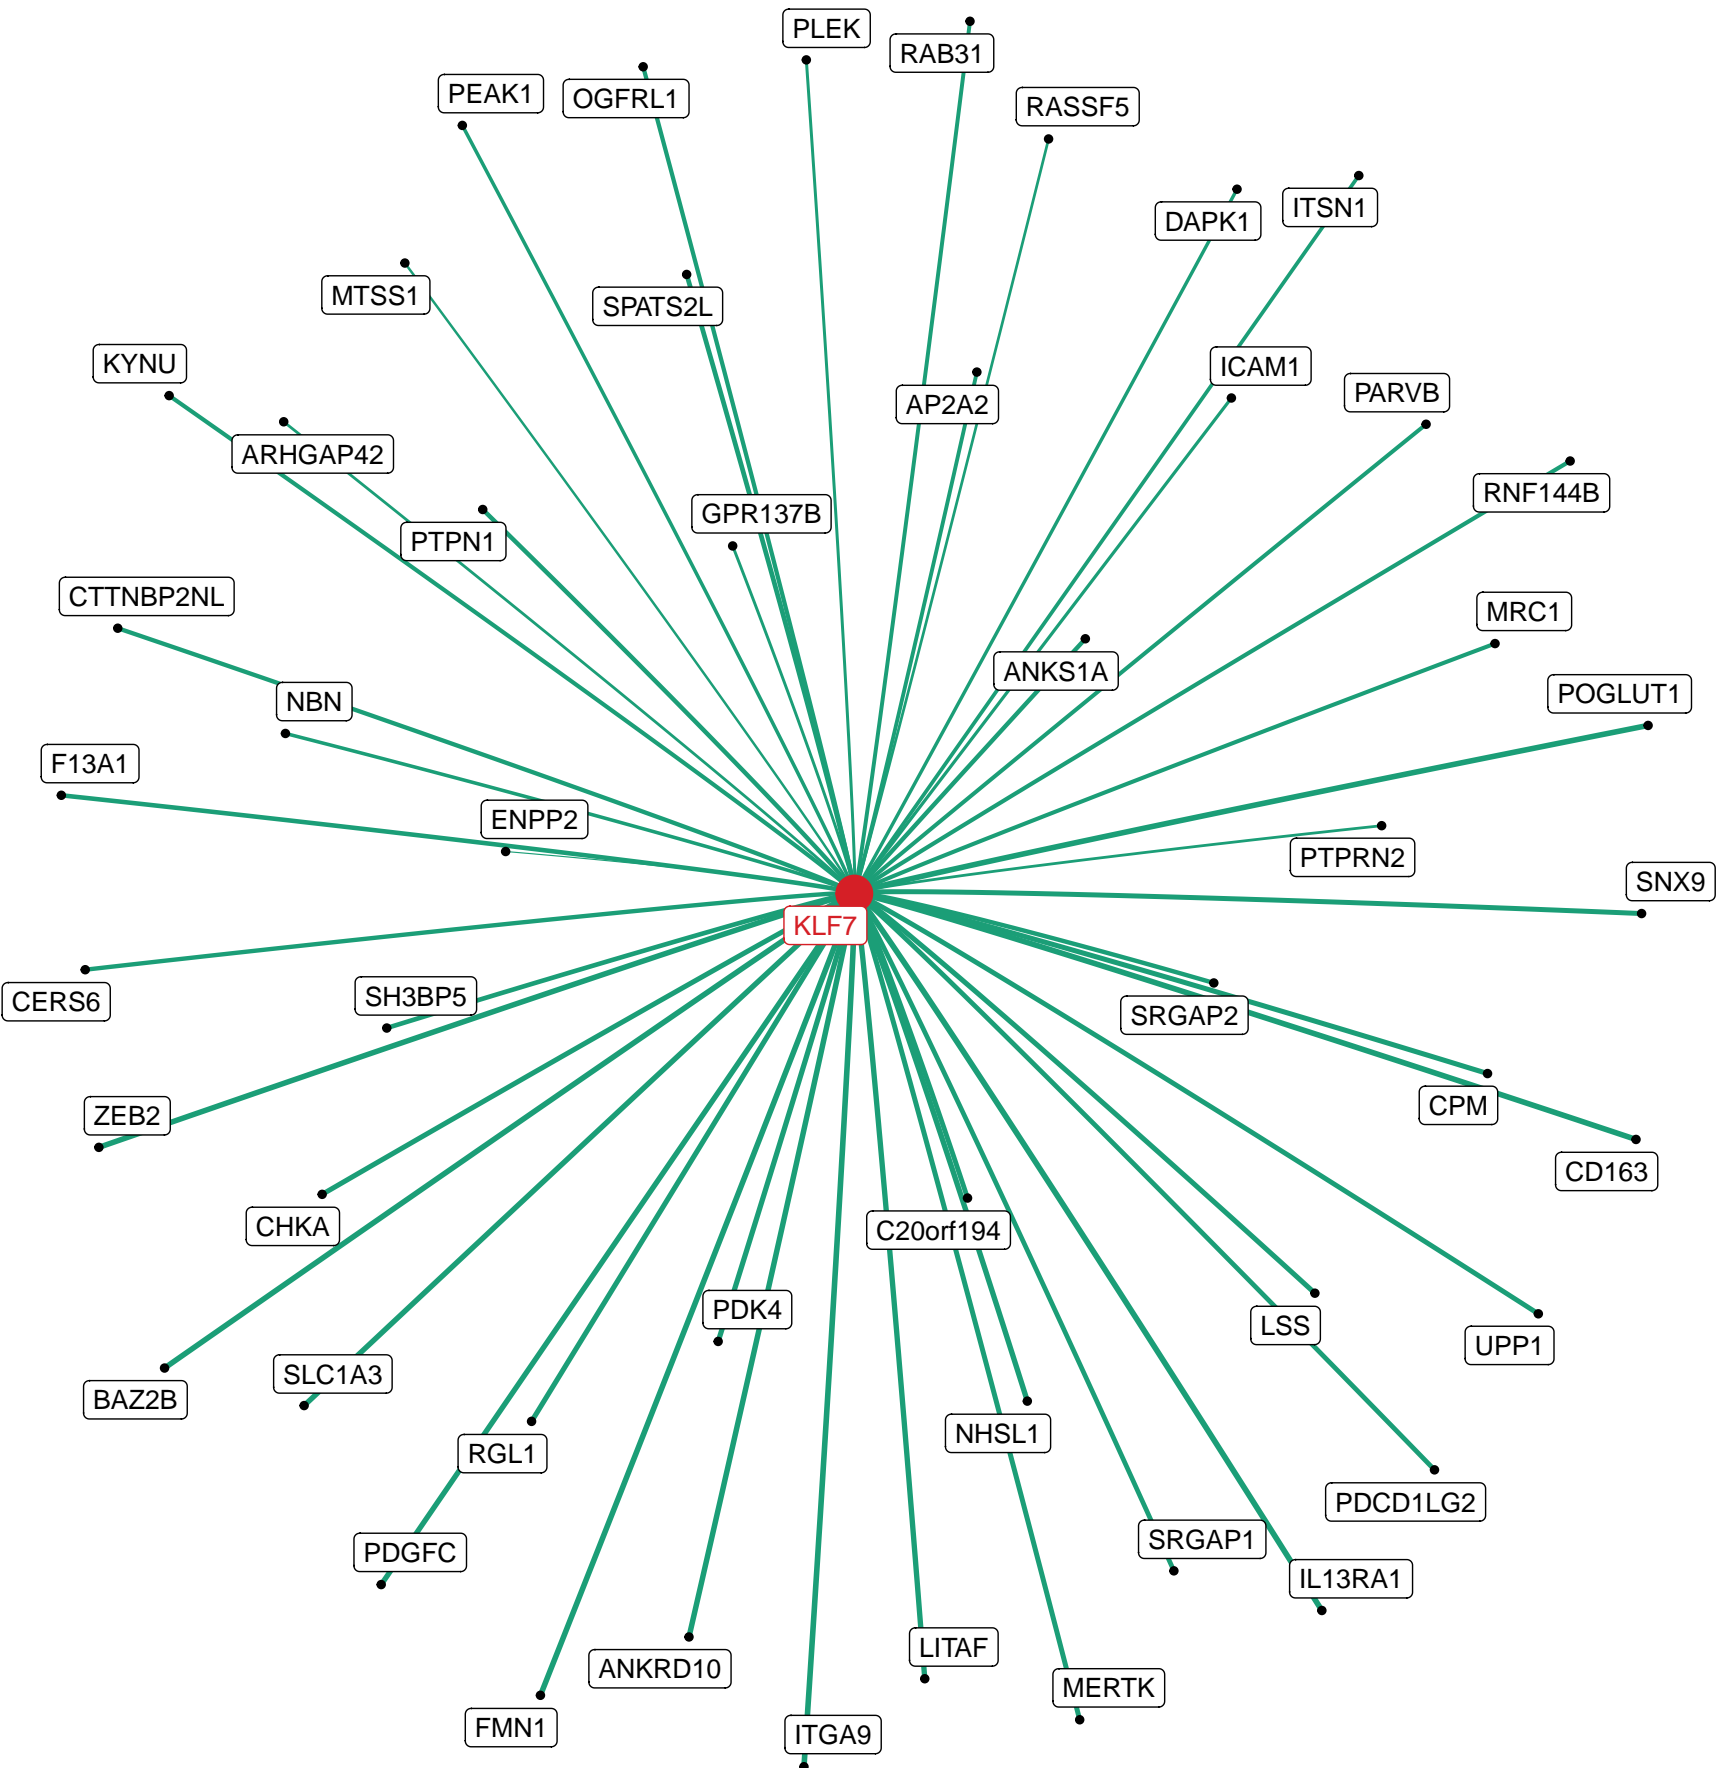 PLEK
RAB31
PEAK1
OGFRL1
RASSF5
ITSN1
DAPK1
MTSS1
SPATS2L
KYNU
ICAM1
PARVB
AP2A2
ARHGAP42
RNF144B
GPR137B
PTPN1
CTTNBP2NL
MRC1
ANKS1A
POGLUT1
NBN
F13A1
ENPP2
PTPRN2
SNX9
KLF7
SH3BP5
CERS6
SRGAP2
CPM
ZEB2
CD163
CHKA
C20orf194
PDK4
LSS
UPP1
SLC1A3
BAZ2B
NHSL1
RGL1
PDCD1LG2
SRGAP1
PDGFC
IL13RA1
LITAF
ANKRD10
MERTK
FMN1
ITGA9